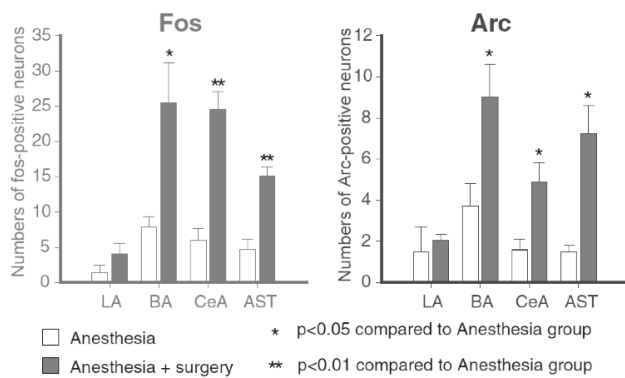 Fos
Numbers of fos-positive neurons
35
30
25
20
15
10
5
0
*
**
**
LA BA CeA AST
Arc
Numbers of Arc-positive neurons
12
10
8
6
4
2
0
*
*
*
LA BA CeA AST
Anesthesia
Anesthesia + surgery
* p<0.05 compared to Anesthesia group
** p<0.01 compared to Anesthesia group